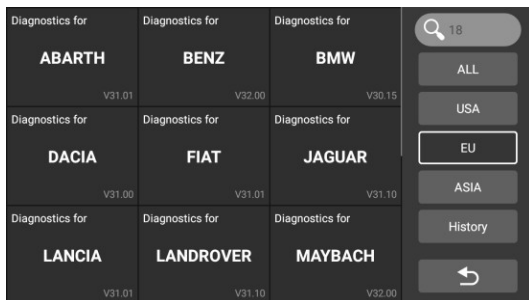 Diagnostics for
ABARTH
V31.01
Diagnostics for
BENZ
V32.00
Diagnostics for
BMW
V30.15
Diagnostics for
DACIA
V31.00
Diagnostics for
FIAT
V31.01
Diagnostics for
JAGUAR
V31.10
Diagnostics for
LANCIA
V31.01
Diagnostics for
LANDROVER
V31.10
Diagnostics for
MAYBACH
V32.00
18
ALL
USA
EU
ASIA
History